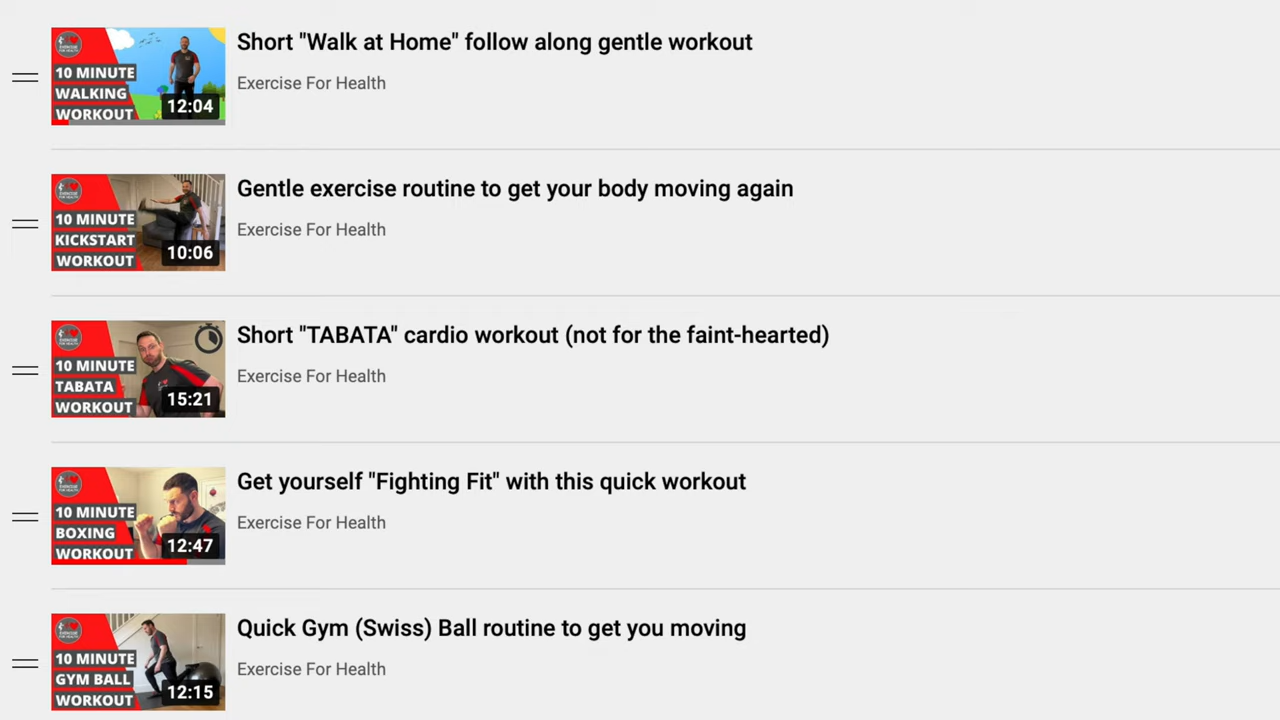 Short "Walk at Home" follow along gentle workout
Exercise For Health
10 MINUTE
WALKING
WORKOUT
12:04
Gentle exercise routine to get your body moving again
Exercise For Health
10 MINUTE
KICKSTART
WORKOUT
10:06
Short "TABATA" cardio workout (not for the faint-hearted)
Exercise For Health
10 MINUTE
TABATA
WORKOUT
15:21
Get yourself "Fighting Fit" with this quick workout
Exercise For Health
10 MINUTE
BOXING
WORKOUT
12:47
Quick Gym (Swiss) Ball routine to get you moving
Exercise For Health
10 MINUTE
GYM BALL
WORKOUT
12:15